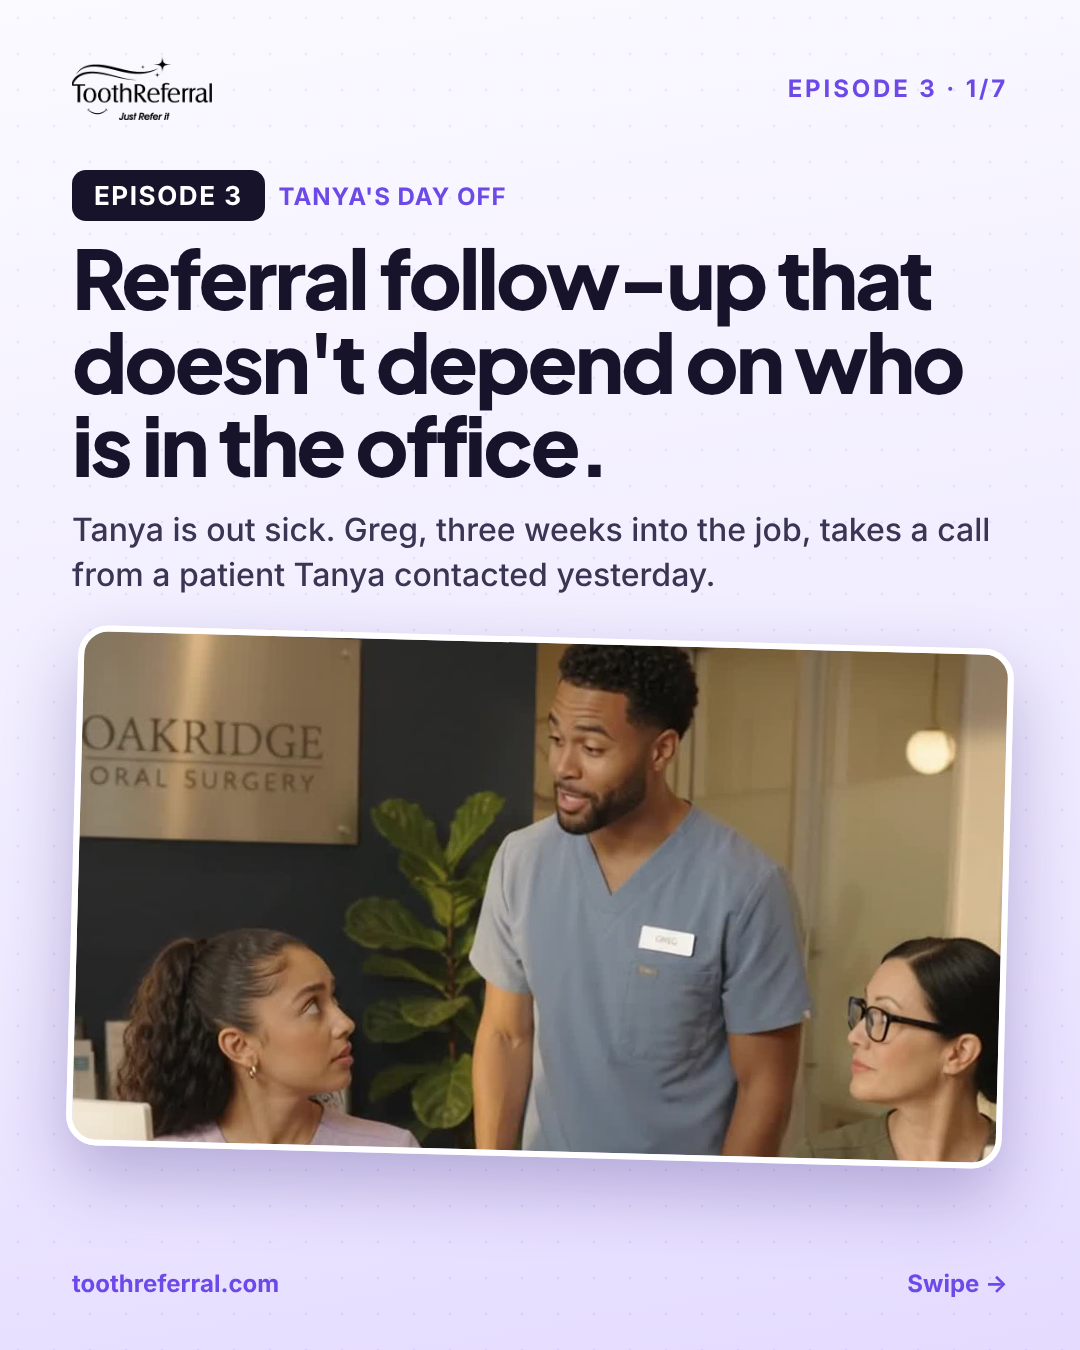 ToothReferral
Just Refer it
EPISODE 3 · 1/7
EPISODE 3 TANYA'S DAY OFF
Referral follow-up that
doesn't depend on who
is in the office.
Tanya is out sick. Greg, three weeks into the job, takes a call
from a patient Tanya contacted yesterday.
OAKRIDGE
ORAL SURGERY
GREG
toothreferral.com
Swipe →